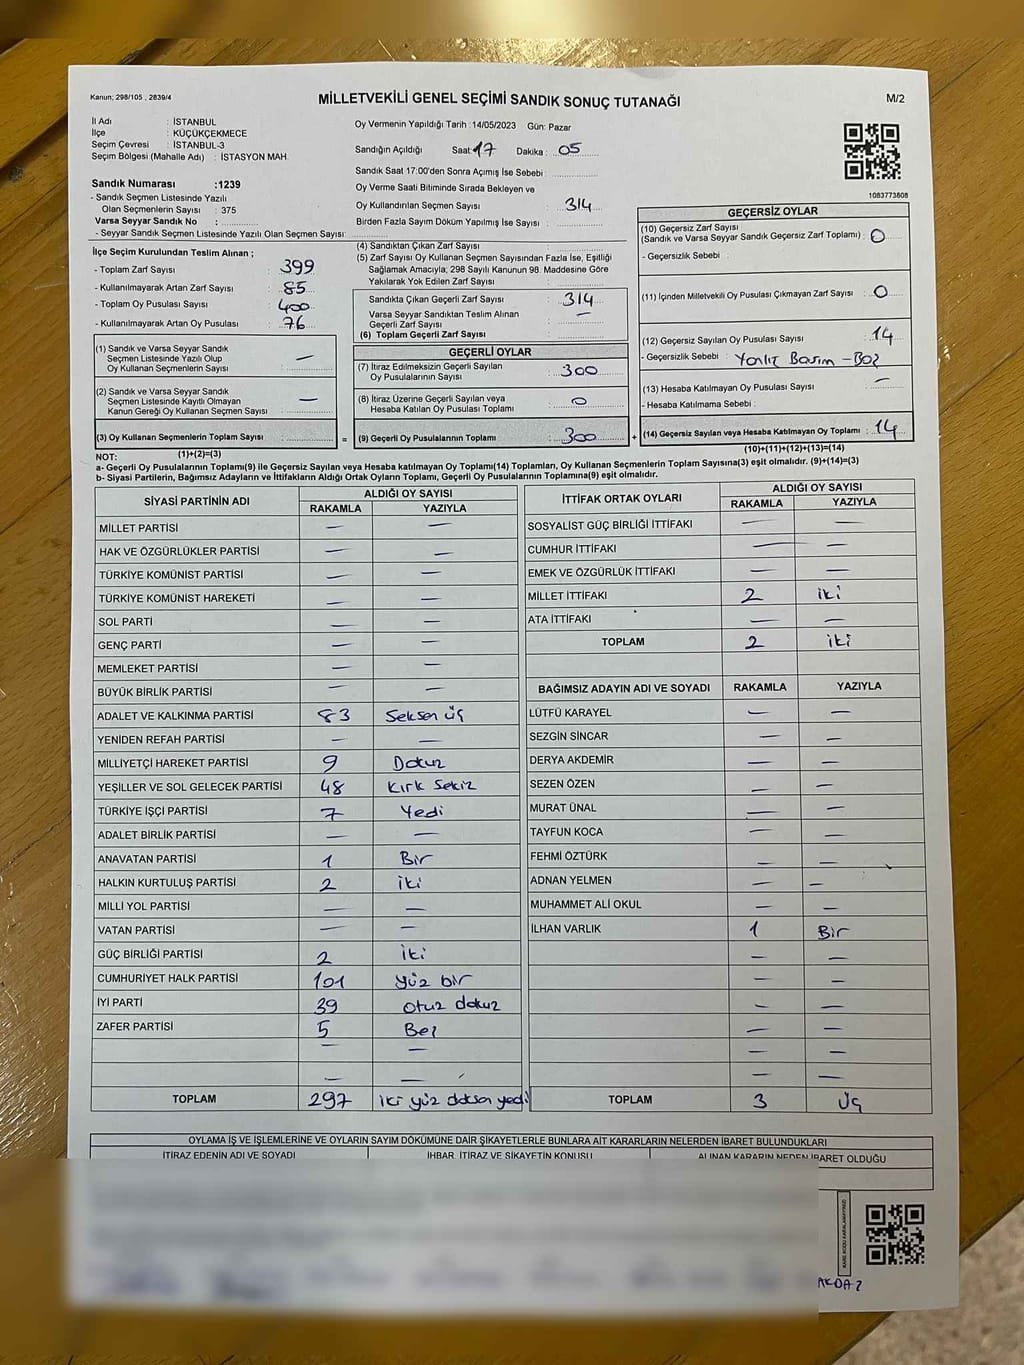 Kanun; 298/105 , 2839/4
MİLLETVEKİLİ GENEL SEÇİMİ SANDIK SONUÇ TUTANAĞI
M/2
İl Adı : İSTANBUL
İlçe : KÜÇÜKÇEKMECE
Seçim Çevresi : İSTANBUL-3
Seçim Bölgesi (Mahalle Adı) : İSTASYON MAH.
Sandık Numarası :1239
- Sandık Seçmen Listesinde Yazılı
Olan Seçmenlerin Sayısı : 375
Varsa Seyyar Sandık No :
- Seyyar Sandık Seçmen Listesinde Yazılı Olan Seçmen Sayısı:
Oy Vermenin Yapıldığı Tarih :14/05/2023 Gün: Pazar
Sandığın Açıldığı Saat: 17 Dakika : 05
Sandık Saat 17:00'den Sonra Açımış İse Sebebi :
Oy Verme Saati Bitiminde Sırada Bekleyen ve
Oy Kullandırılan Seçmen Sayısı : 314
Birden Fazla Sayım Döküm Yapılmış İse Sayısı :
1083773808
İlçe Seçim Kurulundan Teslim Alınan ;
- Toplam Zarf Sayısı : 399
- Kullanılmayarak Artan Zarf Sayısı : 85
- Toplam Oy Pusulası Sayısı : 400
- Kullanılmayarak Artan Oy Pusulası : 76
(1) Sandık ve Varsa Seyyar Sandık
Seçmen Listesinde Yazılı Olup : —
Oy Kullanan Seçmenlerin Sayısı
(2) Sandık ve Varsa Seyyar Sandık
Seçmen Listesinde Kayıtlı Olmayan : —
Kanun Gereği Oy Kullanan Seçmen Sayısı
(3) Oy Kullanan Seçmenlerin Toplam Sayısı :
(1)+(2)=(3)
(4) Sandıktan Çıkan Zarf Sayısı :
(5) Zarf Sayısı Oy Kullanan Seçmen Sayısından Fazla İse, Eşitliği
Sağlamak Amacıyla; 298 Sayılı Kanunun 98. Maddesine Göre
Yakılarak Yok Edilen Zarf Sayısı :
Sandıkta Çıkan Geçerli Zarf Sayısı : 314
Varsa Seyyar Sandıktan Teslim Alınan : —
Geçerli Zarf Sayısı
(6) Toplam Geçerli Zarf Sayısı :
GEÇERLİ OYLAR
(7) İtiraz Edilmeksizin Geçerli Sayılan
Oy Pusulalarının Sayısı : 300
(8) İtiraz Üzerine Geçerli Sayılan veya
Hesaba Katılan Oy Pusulası Toplamı : 0
= (9) Geçerli Oy Pusulalarının Toplamı : 300 +
GEÇERSİZ OYLAR
(10) Geçersiz Zarf Sayısı
(Sandık ve Varsa Seyyar Sandık Geçersiz Zarf Toplamı) : 0
- Geçersizlik Sebebi :
(11) İçinden Milletvekili Oy Pusulası Çıkmayan Zarf Sayısı : 0
(12) Geçersiz Sayılan Oy Pusulası Sayısı : 14
- Geçersizlik Sebebi : Yanlış Basım - Boş
(13) Hesaba Katılmayan Oy Pusulası Sayısı : —
- Hesaba Katılmama Sebebi :
(14) Geçersiz Sayılan veya Hesaba Katılmayan Oy Toplamı : 14
(10)+(11)+(12)+(13)=(14)
NOT:
a- Geçerli Oy Pusulalarının Toplamı(9) ile Geçersiz Sayılan veya Hesaba katılmayan Oy Toplamı(14) Toplamları, Oy Kullanan Seçmenlerin Toplam Sayısına(3) eşit olmalıdır. (9)+(14)=(3)
b- Siyasi Partilerin, Bağımsız Adayların ve İttifakların Aldığı Ortak Oyların Toplamı, Geçerli Oy Pusulalarının Toplamına(9) eşit olmalıdır.
SİYASİ PARTİNİN ADI ALDIĞI OY SAYISI
RAKAMLA YAZIYLA
MİLLET PARTİSİ — —
HAK VE ÖZGÜRLÜKLER PARTİSİ — —
TÜRKİYE KOMÜNİST PARTİSİ — —
TÜRKİYE KOMÜNİST HAREKETİ — —
SOL PARTİ — —
GENÇ PARTİ — —
MEMLEKET PARTİSİ — —
BÜYÜK BİRLİK PARTİSİ — —
ADALET VE KALKINMA PARTİSİ 83 Seksen üç
YENİDEN REFAH PARTİSİ — —
MİLLİYETÇİ HAREKET PARTİSİ 9 Dokuz
YEŞİLLER VE SOL GELECEK PARTİSİ 48 Kırk Sekiz
TÜRKİYE İŞÇİ PARTİSİ 7 Yedi
ADALET BİRLİK PARTİSİ — —
ANAVATAN PARTİSİ 1 Bir
HALKIN KURTULUŞ PARTİSİ 2 iki
MİLLİ YOL PARTİSİ — —
VATAN PARTİSİ — —
GÜÇ BİRLİĞİ PARTİSİ 2 iki
CUMHURİYET HALK PARTİSİ 101 yüz bir
İYİ PARTİ 39 otuz dokuz
ZAFER PARTİSİ 5 Beş
— —
— —
TOPLAM 297 iki yüz doksan yedi
İTTİFAK ORTAK OYLARI ALDIĞI OY SAYISI
RAKAMLA YAZIYLA
SOSYALİST GÜÇ BİRLİĞİ İTTİFAKI — —
CUMHUR İTTİFAKI — —
EMEK VE ÖZGÜRLÜK İTTİFAKI — —
MİLLET İTTİFAKI 2 iki
ATA İTTİFAKI — —
TOPLAM 2 iki
BAĞIMSIZ ADAYIN ADI VE SOYADI RAKAMLA YAZIYLA
LÜTFÜ KARAYEL — —
SEZGİN SİNCAR — —
DERYA AKDEMİR — —
SEZEN ÖZEN — —
MURAT ÜNAL — —
TAYFUN KOCA — —
FEHMİ ÖZTÜRK — —
ADNAN YELMEN — —
MUHAMMET ALİ OKUL — —
İLHAN VARLIK 1 Bir
— —
— —
— —
— —
— —
— —
TOPLAM 3 üç
OYLAMA İŞ VE İŞLEMLERİNE VE OYLARIN SAYIM DÖKÜMÜNE DAİR ŞİKAYETLERLE BUNLARA AİT KARARLARIN NELERDEN İBARET BULUNDUKLARI
İTİRAZ EDENİN ADI VE SOYADI İHBAR, İTİRAZ VE ŞİKAYETİN KONUSU ALINAN KARARIN NEDEN İBARET OLDUĞU
KARE KODU KARALAMAYINIZ!